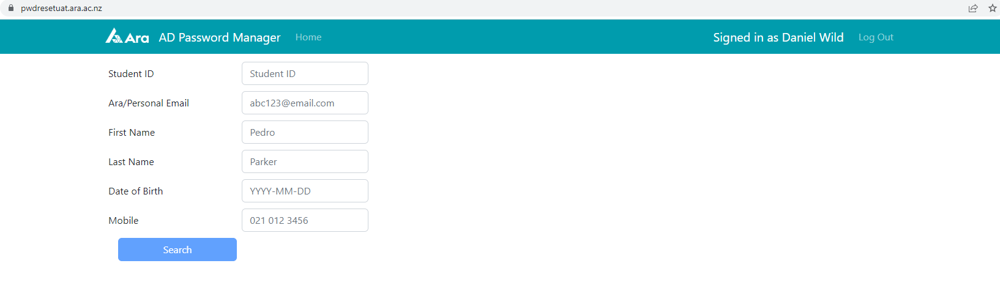 pwdresetuat.ara.ac.nz
Ara AD Password Manager Home Signed in as Daniel Wild Log Out
Student ID Student ID
Ara/Personal Email abc123@email.com
First Name Pedro
Last Name Parker
Date of Birth YYYY-MM-DD
Mobile 021 012 3456
Search